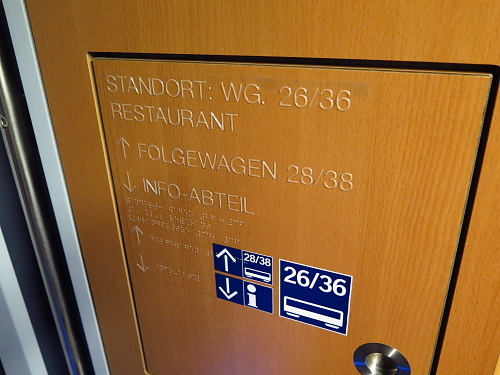 STANDORT: WG. 26/36
RESTAURANT
↑ FOLGEWAGEN 28/38
↓ INFO-ABTEIL
↑ 28/38
↓ i
26/36